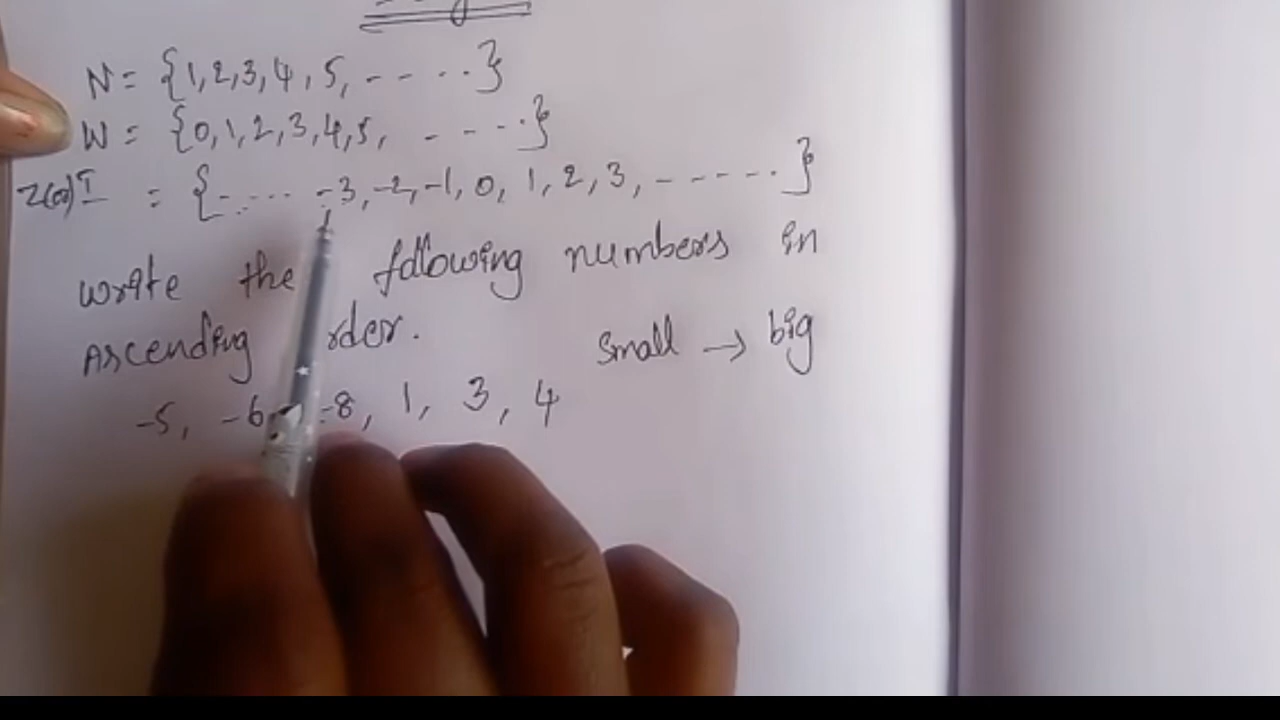 N = {1,2,3,4,5, - - - - ..}
W = {0,1,2,3,4,5, - - - ..}
Z(or) I = {- .. - .. -3,-2,-1, 0, 1, 2, 3, - - - - - ..}
write the following numbers in
Ascending rder. Small → big
-5, -6, -8, 1, 3, 4